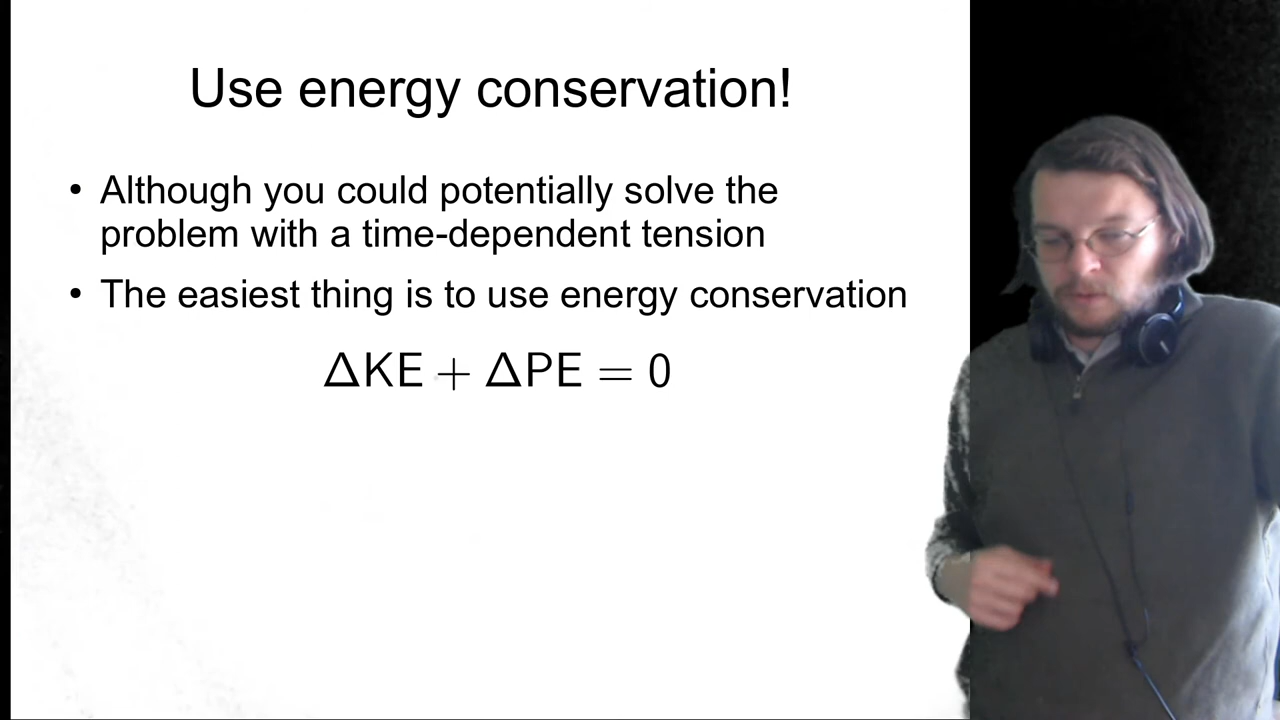 Use energy conservation!
• Although you could potentially solve the
problem with a time-dependent tension
• The easiest thing is to use energy conservation
ΔKE + ΔPE = 0